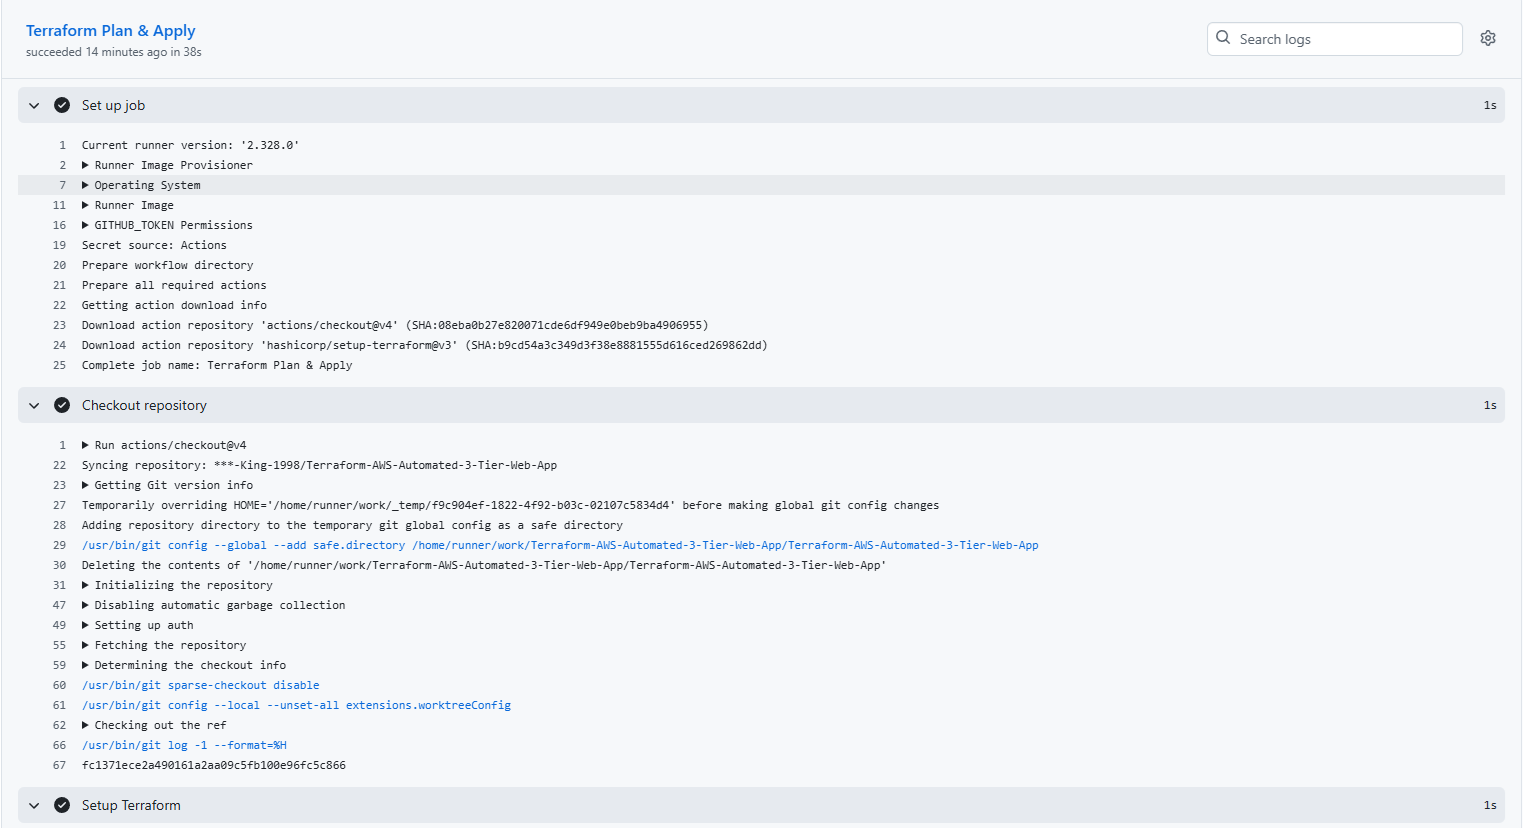 Terraform Plan & Apply
succeeded 14 minutes ago in 38s
Search logs
Set up job 1s
1 Current runner version: '2.328.0'
2 Runner Image Provisioner
7 Operating System
11 Runner Image
16 GITHUB_TOKEN Permissions
19 Secret source: Actions
20 Prepare workflow directory
21 Prepare all required actions
22 Getting action download info
23 Download action repository 'actions/checkout@v4' (SHA:08eba0b27e820071cde6df949e0beb9ba4906955)
24 Download action repository 'hashicorp/setup-terraform@v3' (SHA:b9cd54a3c349d3f38e8881555d616ced269862dd)
25 Complete job name: Terraform Plan & Apply
Checkout repository 1s
1 Run actions/checkout@v4
22 Syncing repository: ***-King-1998/Terraform-AWS-Automated-3-Tier-Web-App
23 Getting Git version info
27 Temporarily overriding HOME='/home/runner/work/_temp/f9c904ef-1822-4f92-b03c-02107c5834d4' before making global git config changes
28 Adding repository directory to the temporary git global config as a safe directory
29 /usr/bin/git config --global --add safe.directory /home/runner/work/Terraform-AWS-Automated-3-Tier-Web-App/Terraform-AWS-Automated-3-Tier-Web-App
30 Deleting the contents of '/home/runner/work/Terraform-AWS-Automated-3-Tier-Web-App/Terraform-AWS-Automated-3-Tier-Web-App'
31 Initializing the repository
47 Disabling automatic garbage collection
49 Setting up auth
55 Fetching the repository
59 Determining the checkout info
60 /usr/bin/git sparse-checkout disable
61 /usr/bin/git config --local --unset-all extensions.worktreeConfig
62 Checking out the ref
66 /usr/bin/git log -1 --format=%H
67 fc1371ece2a490161a2aa09c5fb100e96fc5c866
Setup Terraform 1s